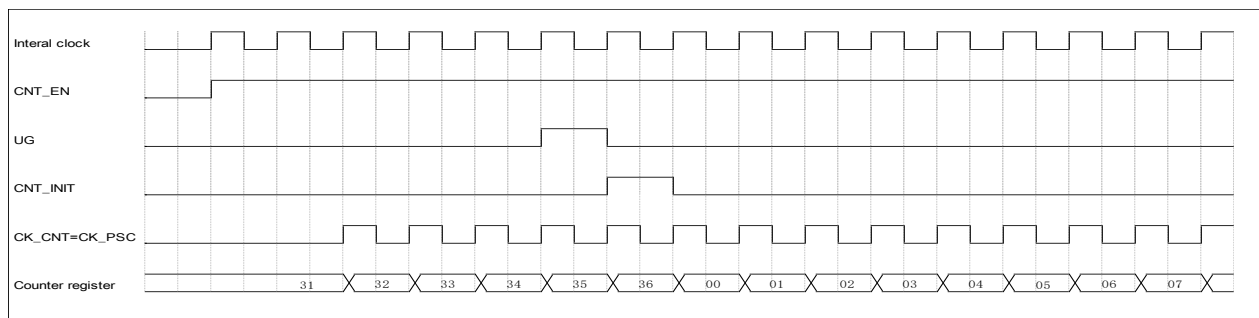 Interal clock
CNT_EN
UG
CNT_INIT
CK_CNT=CK_PSC
Counter register 31 32 33 34 35 36 00 01 02 03 04 05 06 07